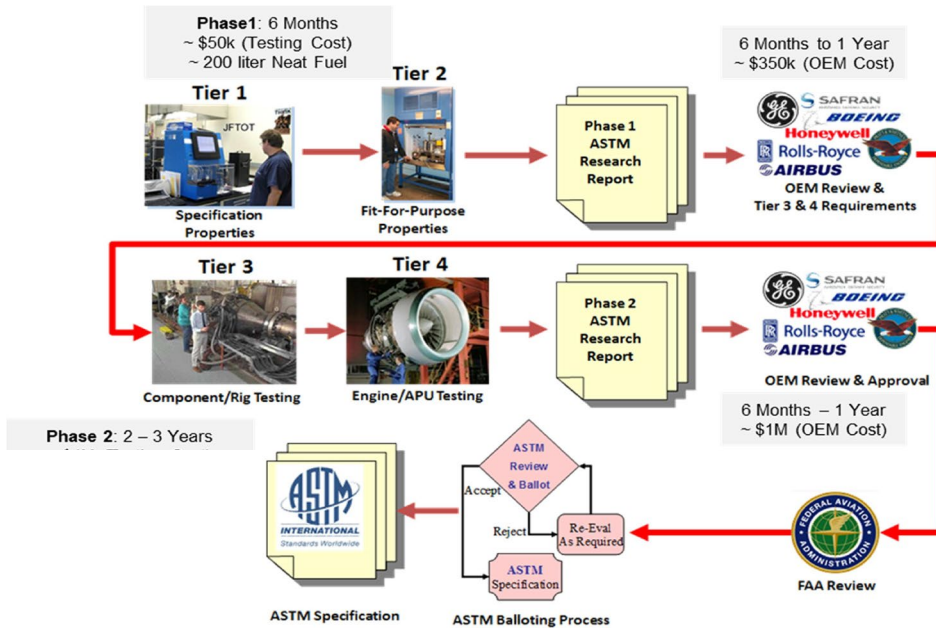 Phase1: 6 Months
~ $50k (Testing Cost)
~ 200 liter Neat Fuel
6 Months to 1 Year
~ $350k (OEM Cost)
Tier 1
Tier 2
JFTOT
Phase 1
ASTM
Research
Report
SAFRAN
BOEING
Honeywell
Rolls-Royce
AIRBUS
Specification
Properties
Fit-For-Purpose
Properties
OEM Review &
Tier 3 & 4 Requirements
Tier 3
Tier 4
Phase 2
ASTM
Research
Report
SAFRAN
BOEING
Honeywell
Rolls-Royce
AIRBUS
Component/Rig Testing
Engine/APU Testing
OEM Review & Approval
6 Months – 1 Year
~ $1M (OEM Cost)
Phase 2: 2 – 3 Years
ASTM
INTERNATIONAL
Standards Worldwide
ASTM
Review
& Ballot
Accept
Reject
Re-Eval
As Required
ASTM
Specification
FEDERAL AVIATION
ADMINISTRATION
FAA Review
ASTM Specification
ASTM Balloting Process